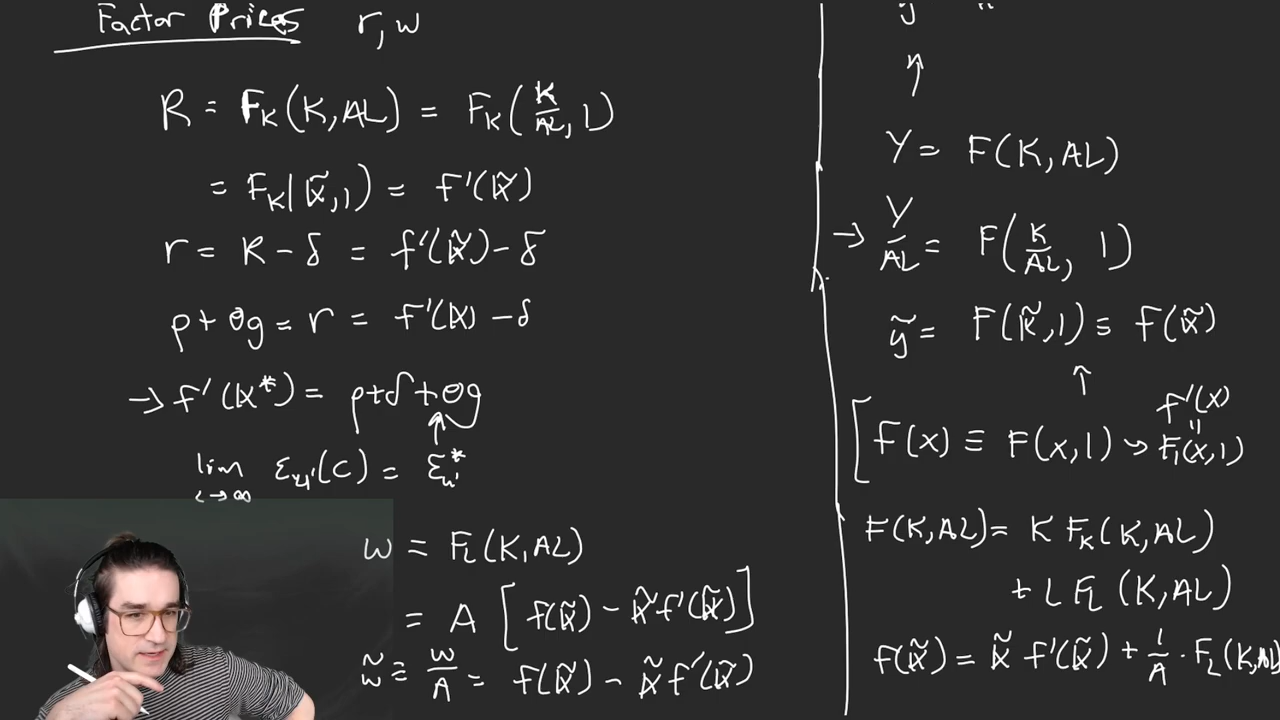 Factor Prices r, w
R = F_K(K, AL) = F_K(K/AL, 1)
= F_K(k̃, 1) = f'(k̃)
r = R - δ = f'(k̃) - δ
ρ + θg = r = f'(k) - δ
→ f'(k*) = ρ + δ + θg
↑
lim c→∞ ε_u'(c) = ε*_u'
w = F_L(K, AL)
= A [f(k̃) - k̃f'(k̃)]
w̃ ≡ w/A = f(k̃) - k̃f'(k̃)
↑
Y = F(K, AL)
→ Y/AL = F(K/AL, 1)
ỹ = F(k̃, 1) ≡ f(k̃)
↑
f'(x)
[f(x) ≡ F(x, 1) → F_1(x, 1)
F(K, AL) = K F_K(K, AL)
+ L F_L (K, AL)
f(k̃) = k̃ f'(k̃) + 1/A · F_L(K, AL)